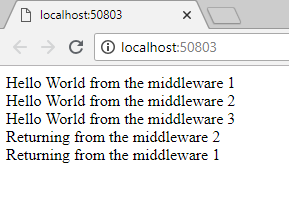 localhost:50803
localhost:50803
Hello World from the middleware 1
Hello World from the middleware 2
Hello World from the middleware 3
Returning from the middleware 2
Returning from the middleware 1